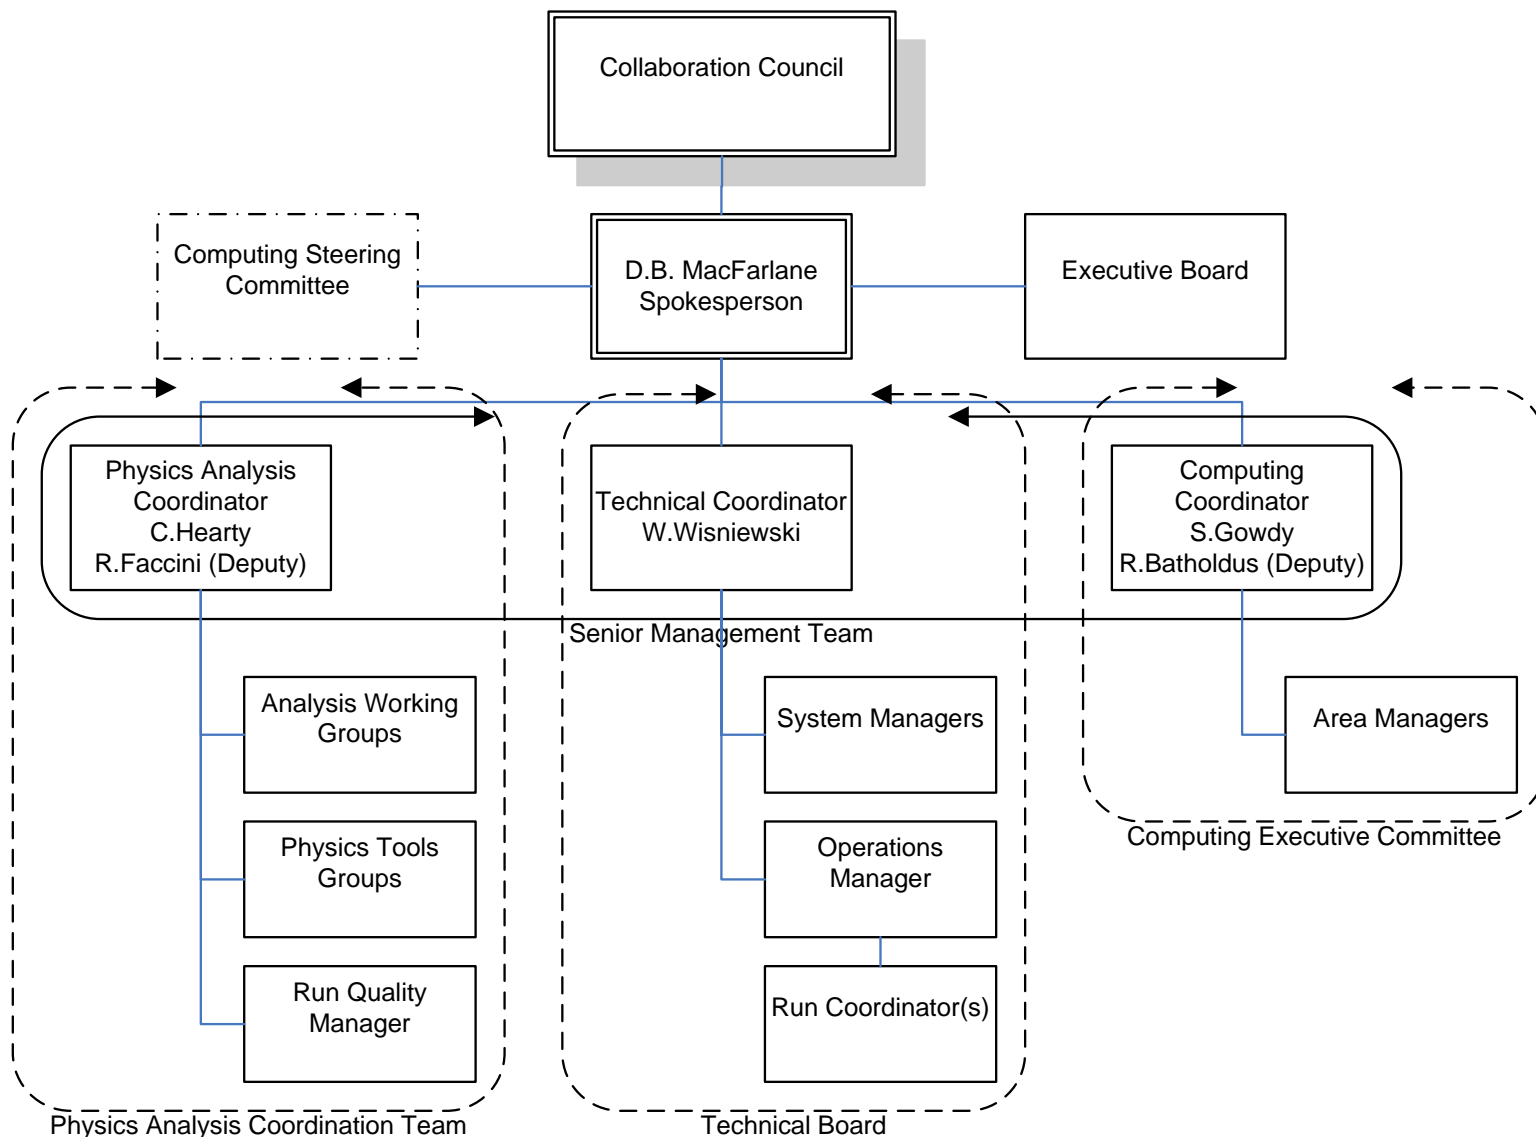 Collaboration Council
Computing Steering
Committee
D.B. MacFarlane
Spokesperson
Executive Board
Physics Analysis
Coordinator
C.Hearty
R.Faccini (Deputy)
Technical Coordinator
W.Wisniewski
Computing
Coordinator
S.Gowdy
R.Batholdus (Deputy)
Senior Management Team
Analysis Working
Groups
System Managers
Area Managers
Physics Tools
Groups
Operations
Manager
Computing Executive Committee
Run Quality
Manager
Run Coordinator(s)
Physics Analysis Coordination Team
Technical Board